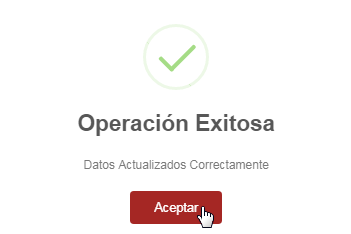 Operación Exitosa
Datos Actualizados Correctamente
Aceptar